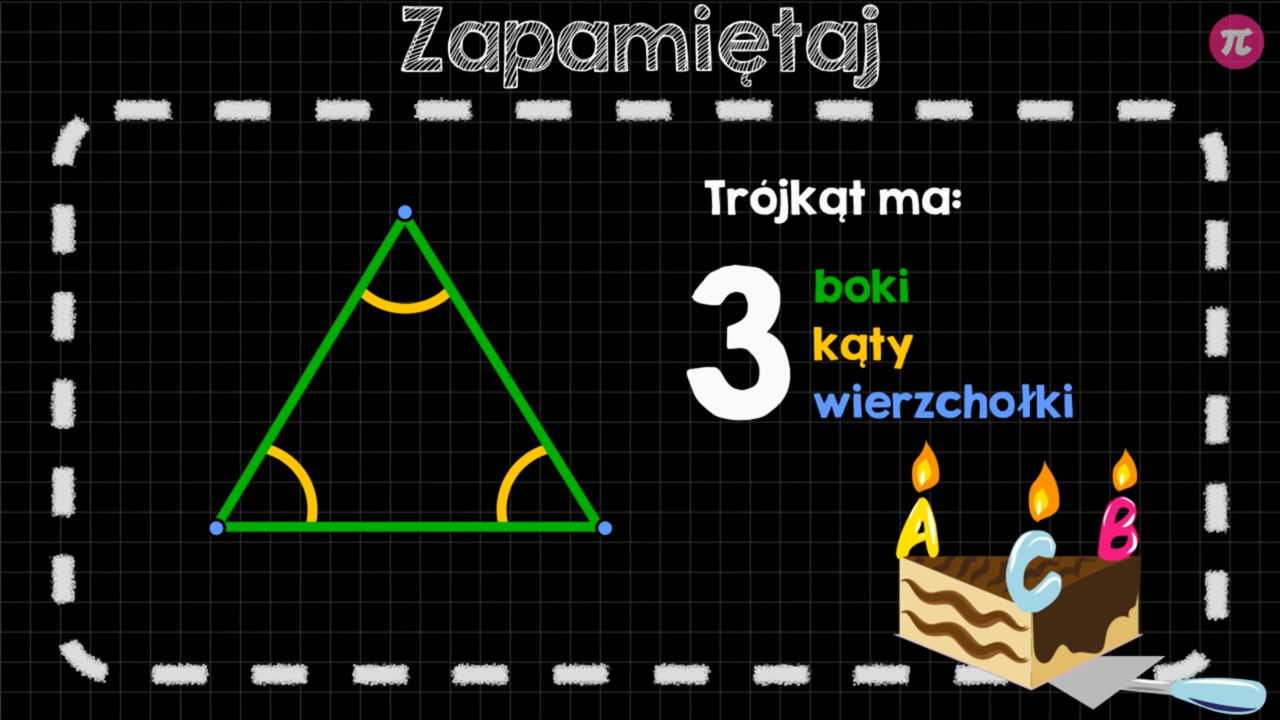 Zapamiętaj
π
Trójkąt ma:
3
boki
kąty
wierzchołki
A
C
B